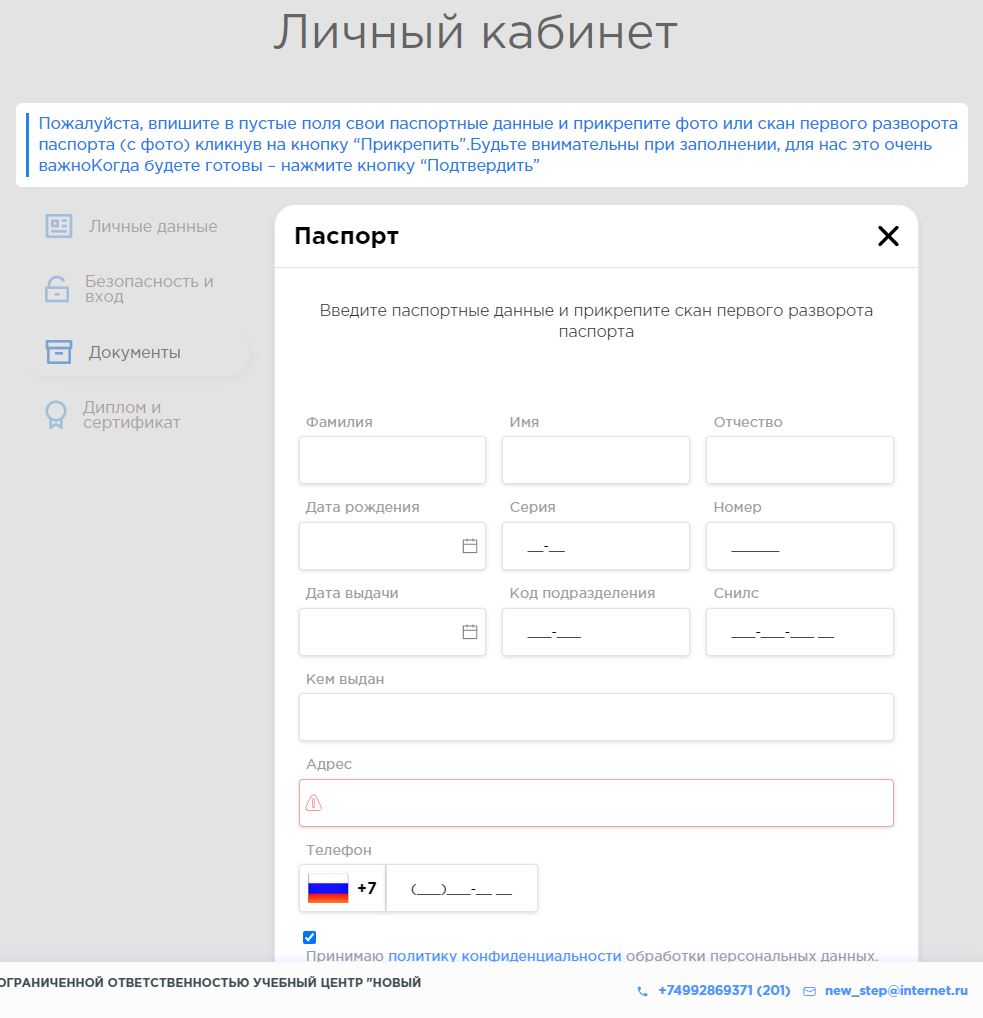 Личный кабинет
Пожалуйста, впишите в пустые поля свои паспортные данные и прикрепите фото или скан первого разворота
паспорта (с фото) кликнув на кнопку “Прикрепить”.Будьте внимательны при заполнении, для нас это очень
важноКогда будете готовы – нажмите кнопку “Подтвердить”
Личные данные
Безопасность и
вход
Документы
Диплом и
сертификат
Паспорт
Введите паспортные данные и прикрепите скан первого разворота
паспорта
Фамилия Имя Отчество
Дата рождения Серия Номер
__-__ ______
Дата выдачи Код подразделения Снилс
___-___ ___-___-___ __
Кем выдан
Адрес
Телефон
+7 (___)___-__ __
Принимаю политику конфиденциальности обработки персональных данных.
ОГРАНИЧЕННОЙ ОТВЕТСТВЕННОСТЬЮ УЧЕБНЫЙ ЦЕНТР "НОВЫЙ
+74992869371 (201) new_step@internet.ru